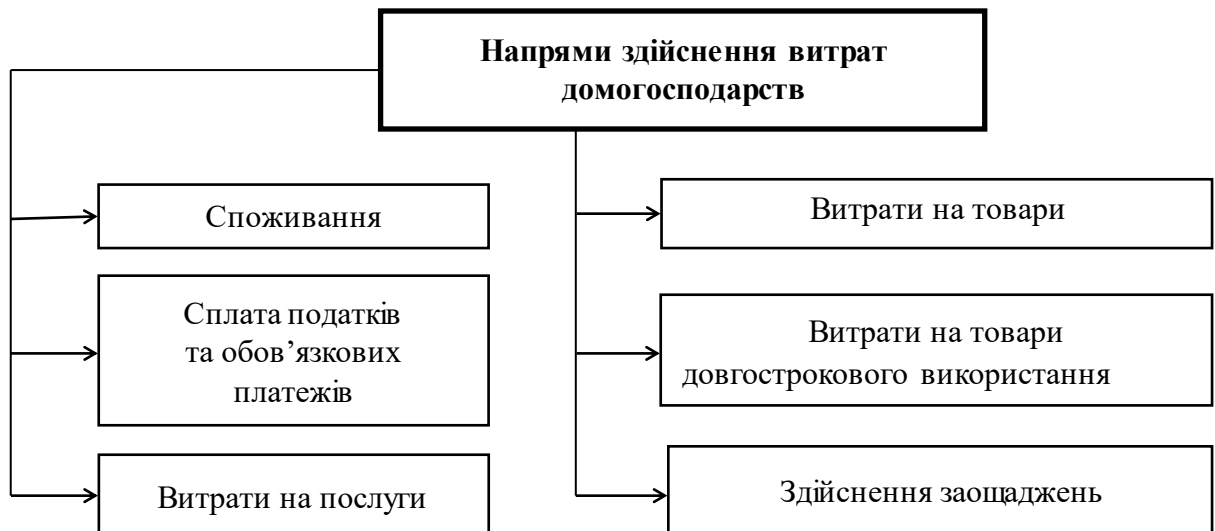 Напрями здійснення витрат
домогосподарств
Споживання
Сплата податків
та обов’язкових
платежів
Витрати на послуги
Витрати на товари
Витрати на товари
довгострокового використання
Здійснення заощаджень